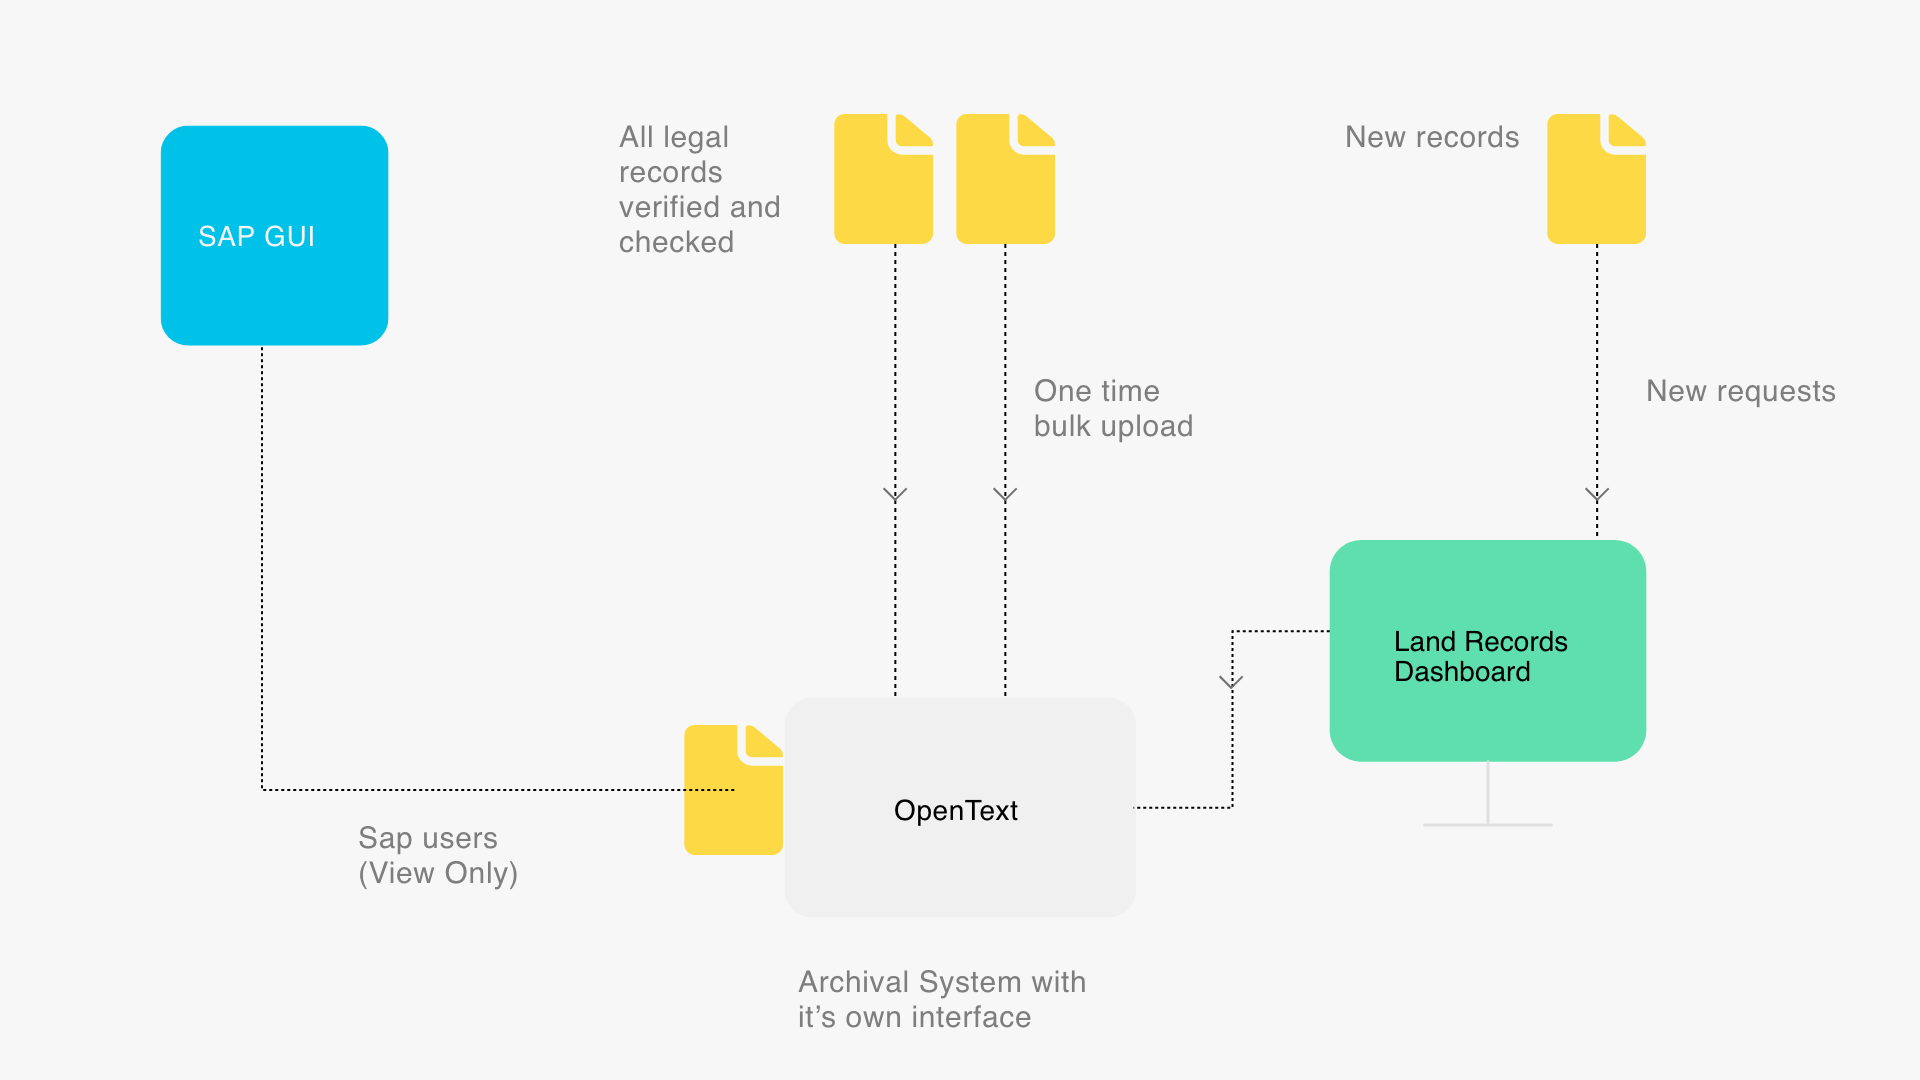 SAP GUI
All legal
records
verified and
checked
New records
One time
bulk upload
New requests
Land Records
Dashboard
OpenText
Sap users
(View Only)
Archival System with
it’s own interface